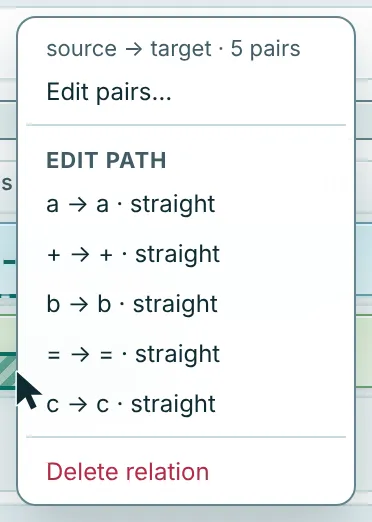 source → target · 5 pairs
Edit pairs...
EDIT PATH
s
a → a · straight
+ → + · straight
b → b · straight
= → = · straight
c → c · straight
Delete relation